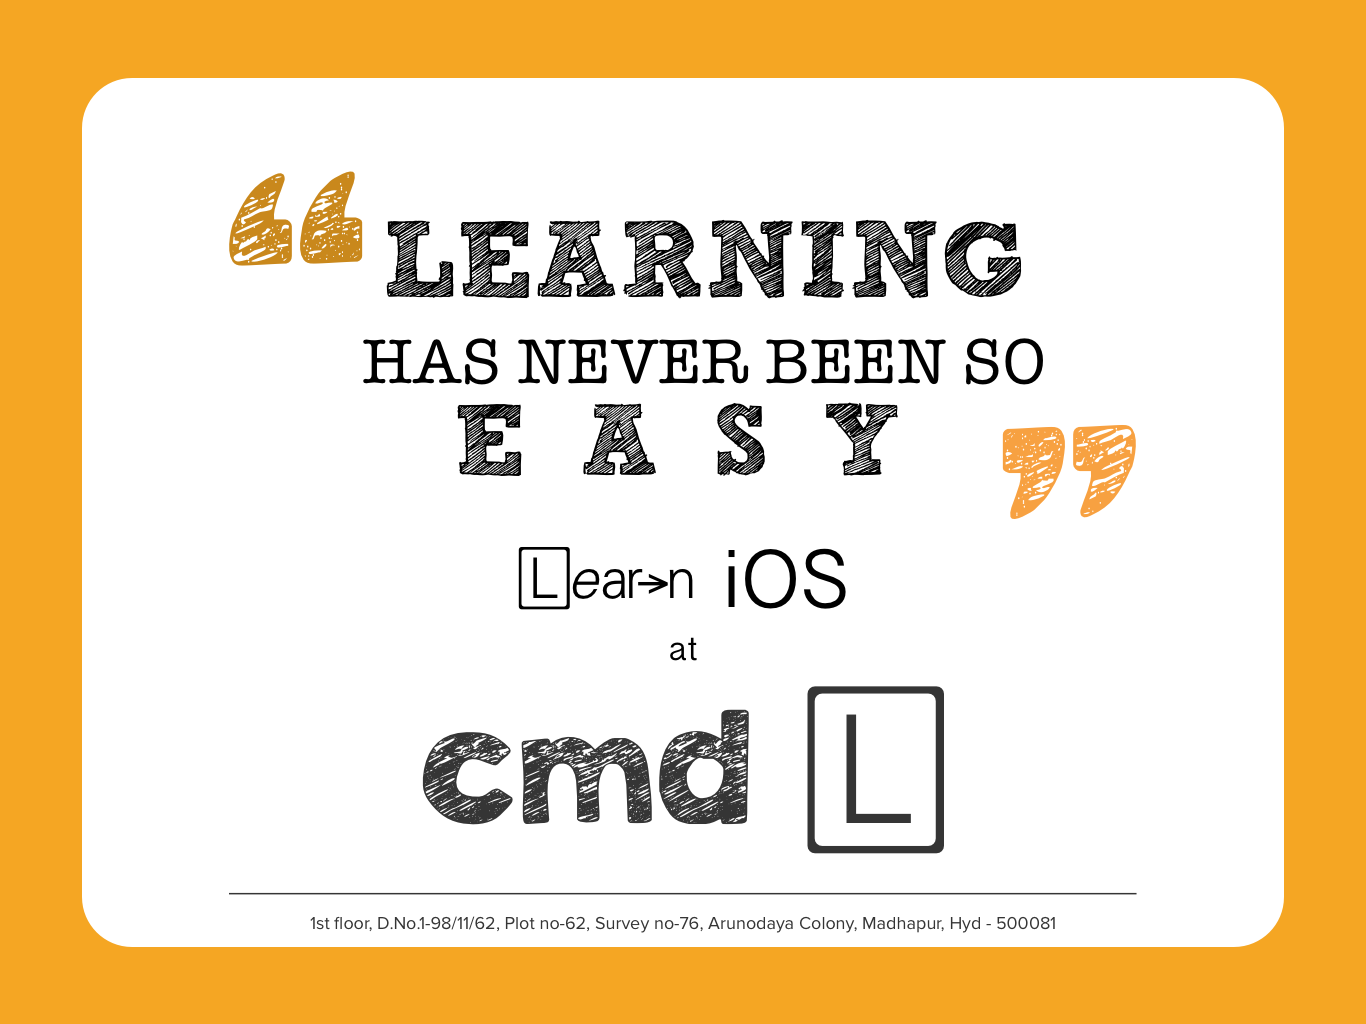 “LEARNING
HAS NEVER BEEN SO
EASY”
Learn iOS
at
cmd L
1st floor, D.No.1-98/11/62, Plot no-62, Survey no-76, Arunodaya Colony, Madhapur, Hyd - 500081